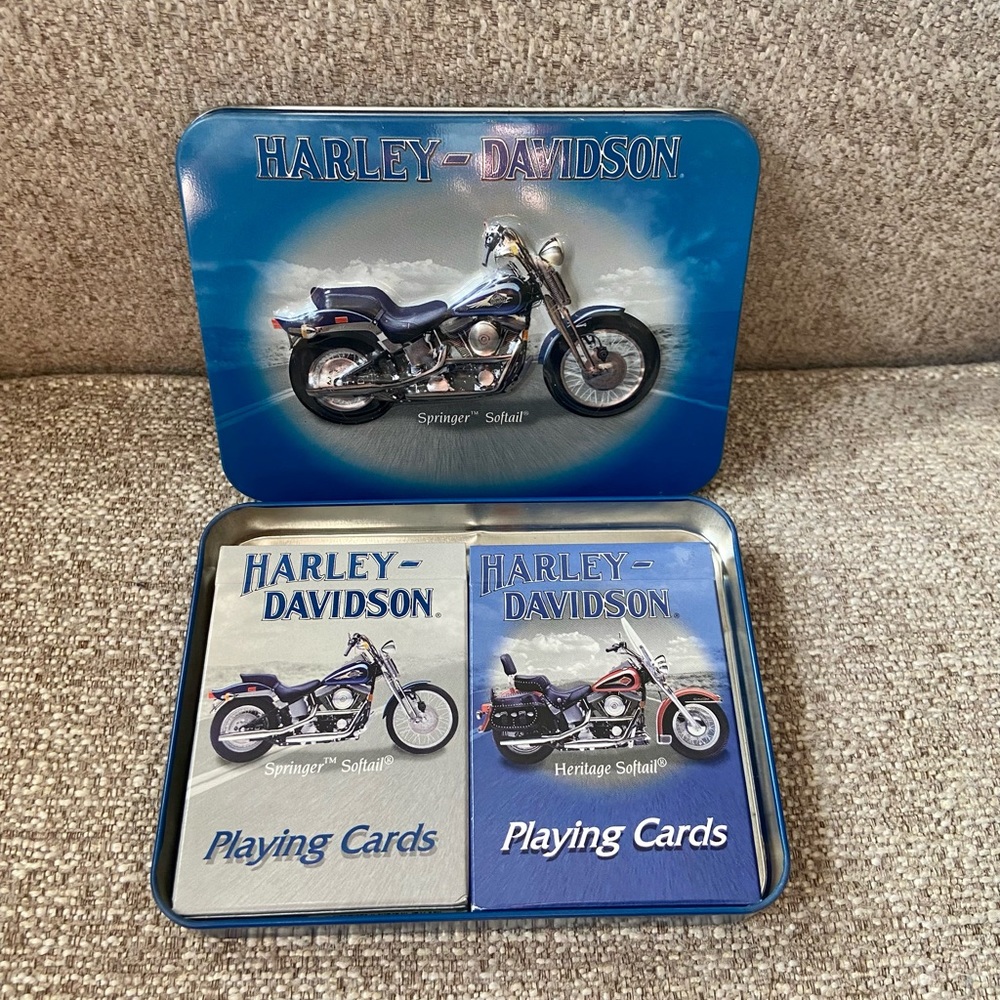 HARLEY-DAVIDSON®
Springer™ Softail®
HARLEY-
DAVIDSON®
Springer™ Softail®
Playing Cards
HARLEY-
DAVIDSON®
Heritage Softail®
Playing Cards